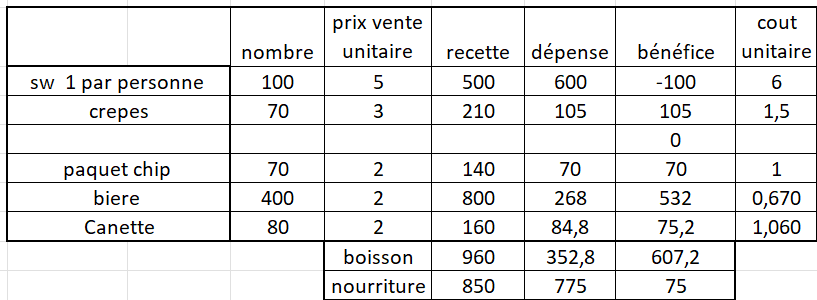 nombre prix vente unitaire recette dépense bénéfice cout unitaire
sw 1 par personne 100 5 500 600 -100 6
crepes 70 3 210 105 105 1,5
0
paquet chip 70 2 140 70 70 1
biere 400 2 800 268 532 0,670
Canette 80 2 160 84,8 75,2 1,060
boisson 960 352,8 607,2
nourriture 850 775 75